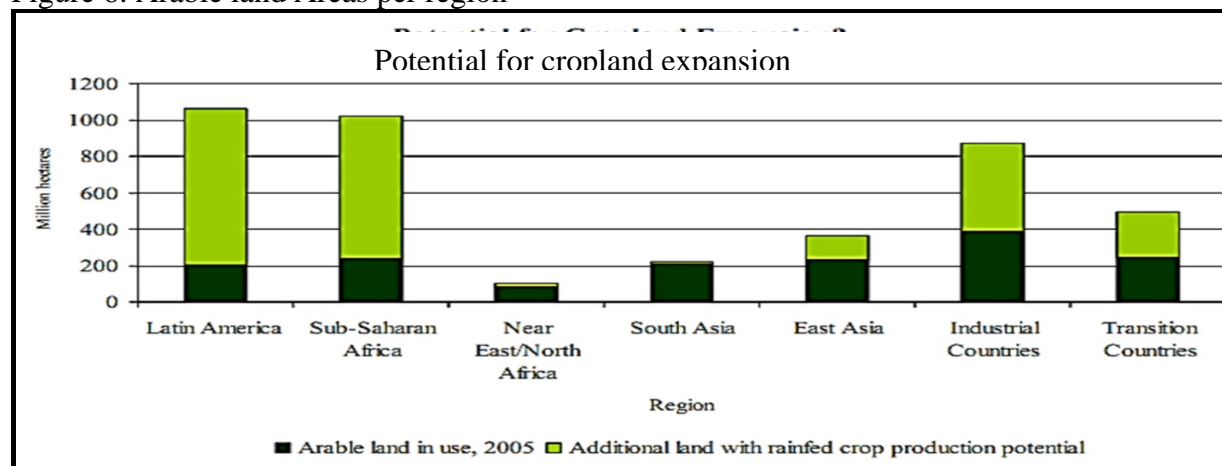 Figure 6. Arable land Areas per region
Potential for cropland expansion
1200
1000
800
600
400
200
0
Million hectares
Latin America
Sub-Saharan
Africa
Near
East/North
Africa
South Asia
East Asia
Industrial
Countries
Transition
Countries
Region
Arable land in use, 2005
Additional land with rainfed crop production potential